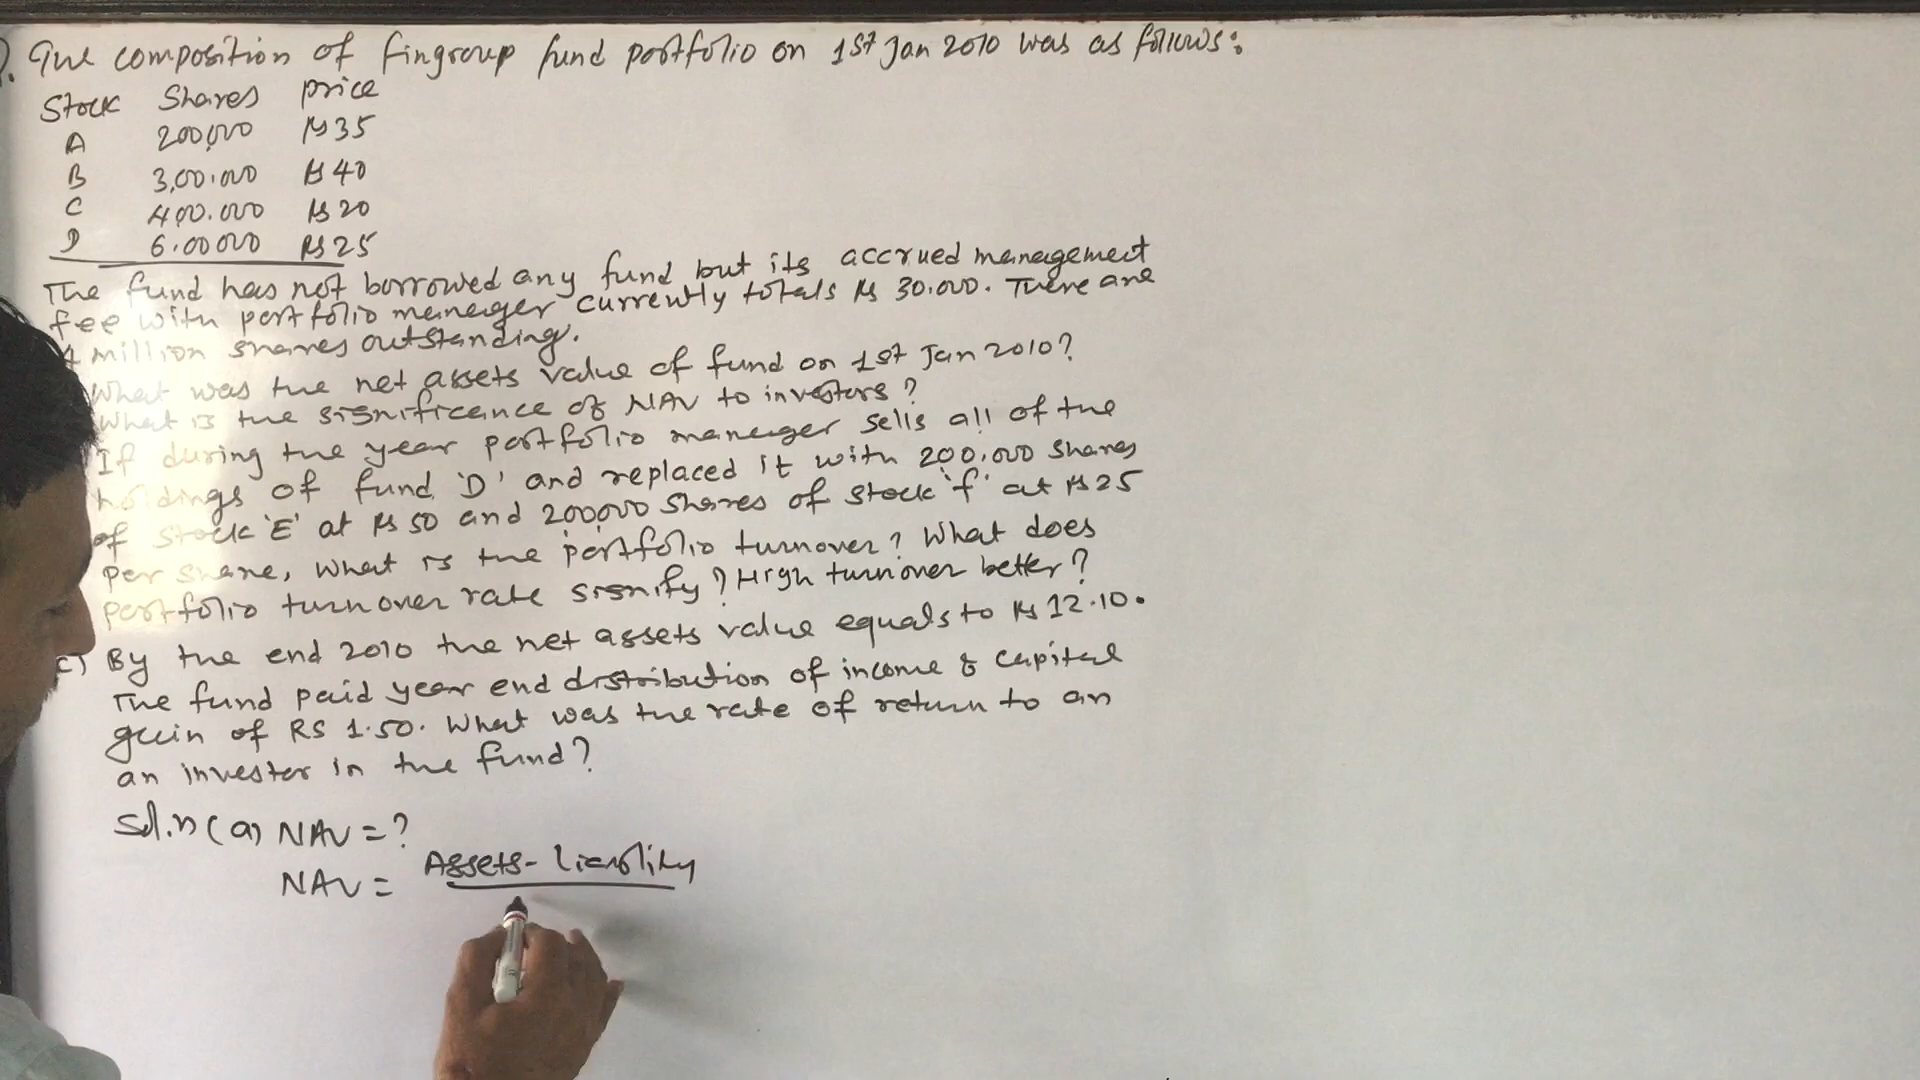 The composition of fingroup fund portfolio on 1st Jan 2010 was as follows:
Stock Shares price
A 200,000 Rs 35
B 3,00,000 Rs 40
C 400,000 Rs 20
D 6,00000 Rs 25
The fund has not borrowed any fund but its accrued management
fee with portfolio maneger currently totals Rs 30,000. There are
4 million shares outstanding.
What was the net assets value of fund on 1st Jan 2010?
What is the significance of NAV to investors?
If during the year portfolio maneger sells all of the
holdings of fund 'D' and replaced it with 200,000 shares
of stock 'E' at Rs 50 and 200,000 shares of stock 'f' at Rs 25
per share, what is the portfolio turnover? What does
portfolio turnover rate signify? High turnover better?
c) By the end 2010 the net assets value equals to Rs 12.10.
The fund paid year end distribution of income & capital
gain of RS 1.50. What was the rate of return to an
an investor in the fund?
Sol.n (a) NAV = ?
NAV = Assets - liability